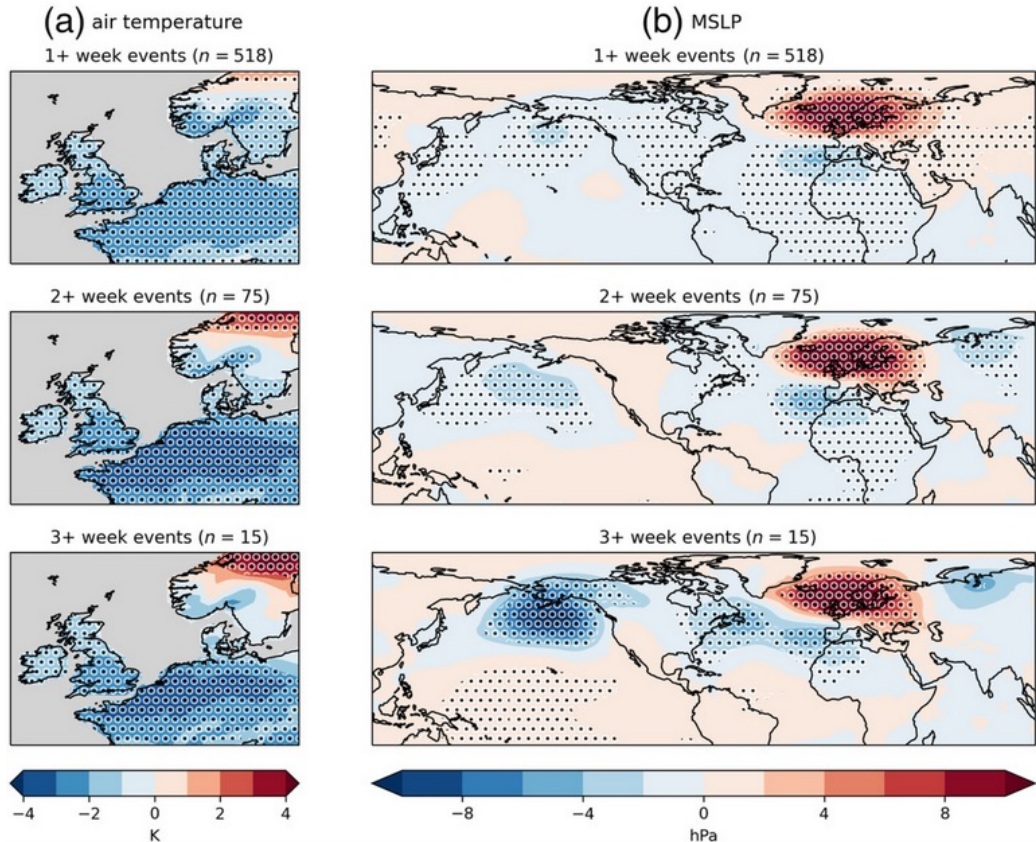 (a) air temperature
(b) MSLP
1+ week events (n = 518)
1+ week events (n = 518)
2+ week events (n = 75)
2+ week events (n = 75)
3+ week events (n = 15)
3+ week events (n = 15)
−4 −2 0 2 4
K
−8 −4 0 4 8
hPa